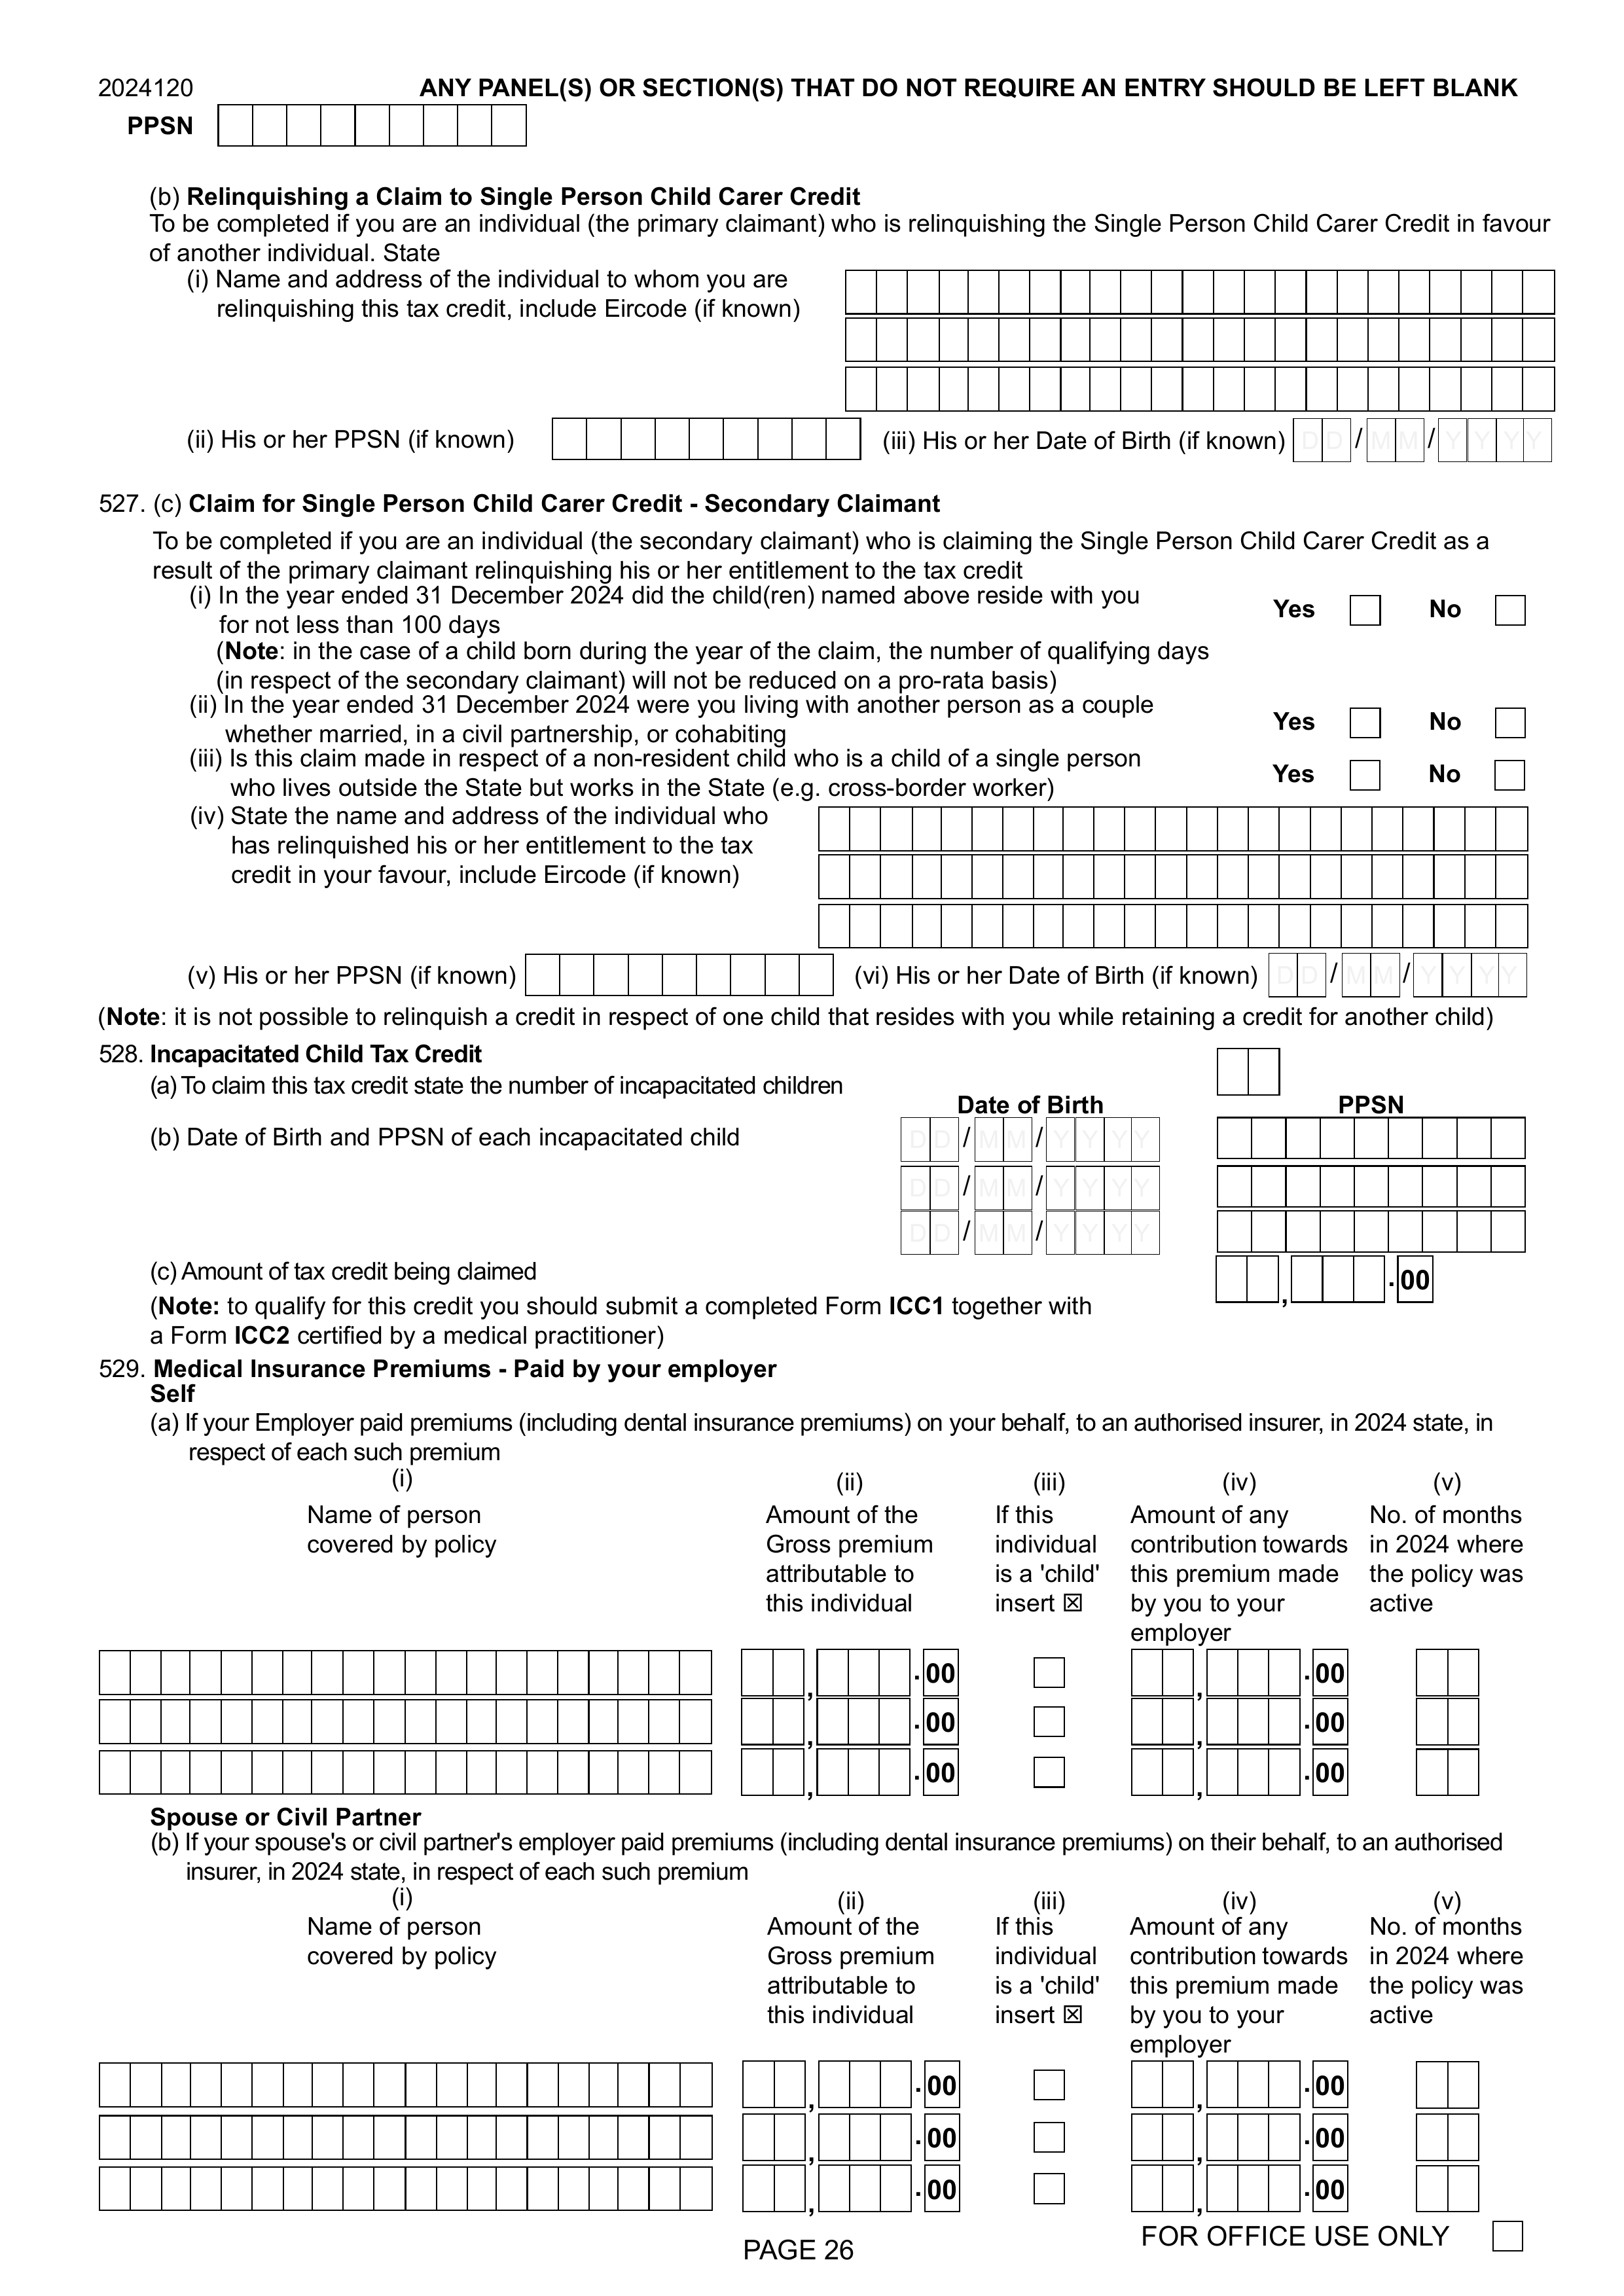 2024120 ANY PANEL(S) OR SECTION(S) THAT DO NOT REQUIRE AN ENTRY SHOULD BE LEFT BLANK
PPSN
(b) Relinquishing a Claim to Single Person Child Carer Credit
To be completed if you are an individual (the primary claimant) who is relinquishing the Single Person Child Carer Credit in favour
of another individual. State
(i) Name and address of the individual to whom you are
relinquishing this tax credit, include Eircode (if known)
(ii) His or her PPSN (if known) (iii) His or her Date of Birth (if known) DD/MM/YYYY
527. (c) Claim for Single Person Child Carer Credit - Secondary Claimant
To be completed if you are an individual (the secondary claimant) who is claiming the Single Person Child Carer Credit as a
result of the primary claimant relinquishing his or her entitlement to the tax credit
(i) In the year ended 31 December 2024 did the child(ren) named above reside with you
for not less than 100 days Yes No
(Note: in the case of a child born during the year of the claim, the number of qualifying days
(in respect of the secondary claimant) will not be reduced on a pro-rata basis)
(ii) In the year ended 31 December 2024 were you living with another person as a couple
whether married, in a civil partnership, or cohabiting Yes No
(iii) Is this claim made in respect of a non-resident child who is a child of a single person
who lives outside the State but works in the State (e.g. cross-border worker) Yes No
(iv) State the name and address of the individual who
has relinquished his or her entitlement to the tax
credit in your favour, include Eircode (if known)
(v) His or her PPSN (if known) (vi) His or her Date of Birth (if known) DD/MM/YYYY
(Note: it is not possible to relinquish a credit in respect of one child that resides with you while retaining a credit for another child)
528. Incapacitated Child Tax Credit
(a) To claim this tax credit state the number of incapacitated children
Date of Birth PPSN
(b) Date of Birth and PPSN of each incapacitated child DD/MM/YYYY
DD/MM/YYYY
DD/MM/YYYY
(c) Amount of tax credit being claimed , .00
(Note: to qualify for this credit you should submit a completed Form ICC1 together with
a Form ICC2 certified by a medical practitioner)
529. Medical Insurance Premiums - Paid by your employer
Self
(a) If your Employer paid premiums (including dental insurance premiums) on your behalf, to an authorised insurer, in 2024 state, in
respect of each such premium
(i) (ii) (iii) (iv) (v)
Name of person Amount of the If this Amount of any No. of months
covered by policy Gross premium individual contribution towards in 2024 where
attributable to is a 'child' this premium made the policy was
this individual insert ☒ by you to your active
employer
, .00 , .00
, .00 , .00
, .00 , .00
Spouse or Civil Partner
(b) If your spouse's or civil partner's employer paid premiums (including dental insurance premiums) on their behalf, to an authorised
insurer, in 2024 state, in respect of each such premium
(i) (ii) (iii) (iv) (v)
Name of person Amount of the If this Amount of any No. of months
covered by policy Gross premium individual contribution towards in 2024 where
attributable to is a 'child' this premium made the policy was
this individual insert ☒ by you to your active
employer
, .00 , .00
, .00 , .00
, .00 , .00
PAGE 26 FOR OFFICE USE ONLY